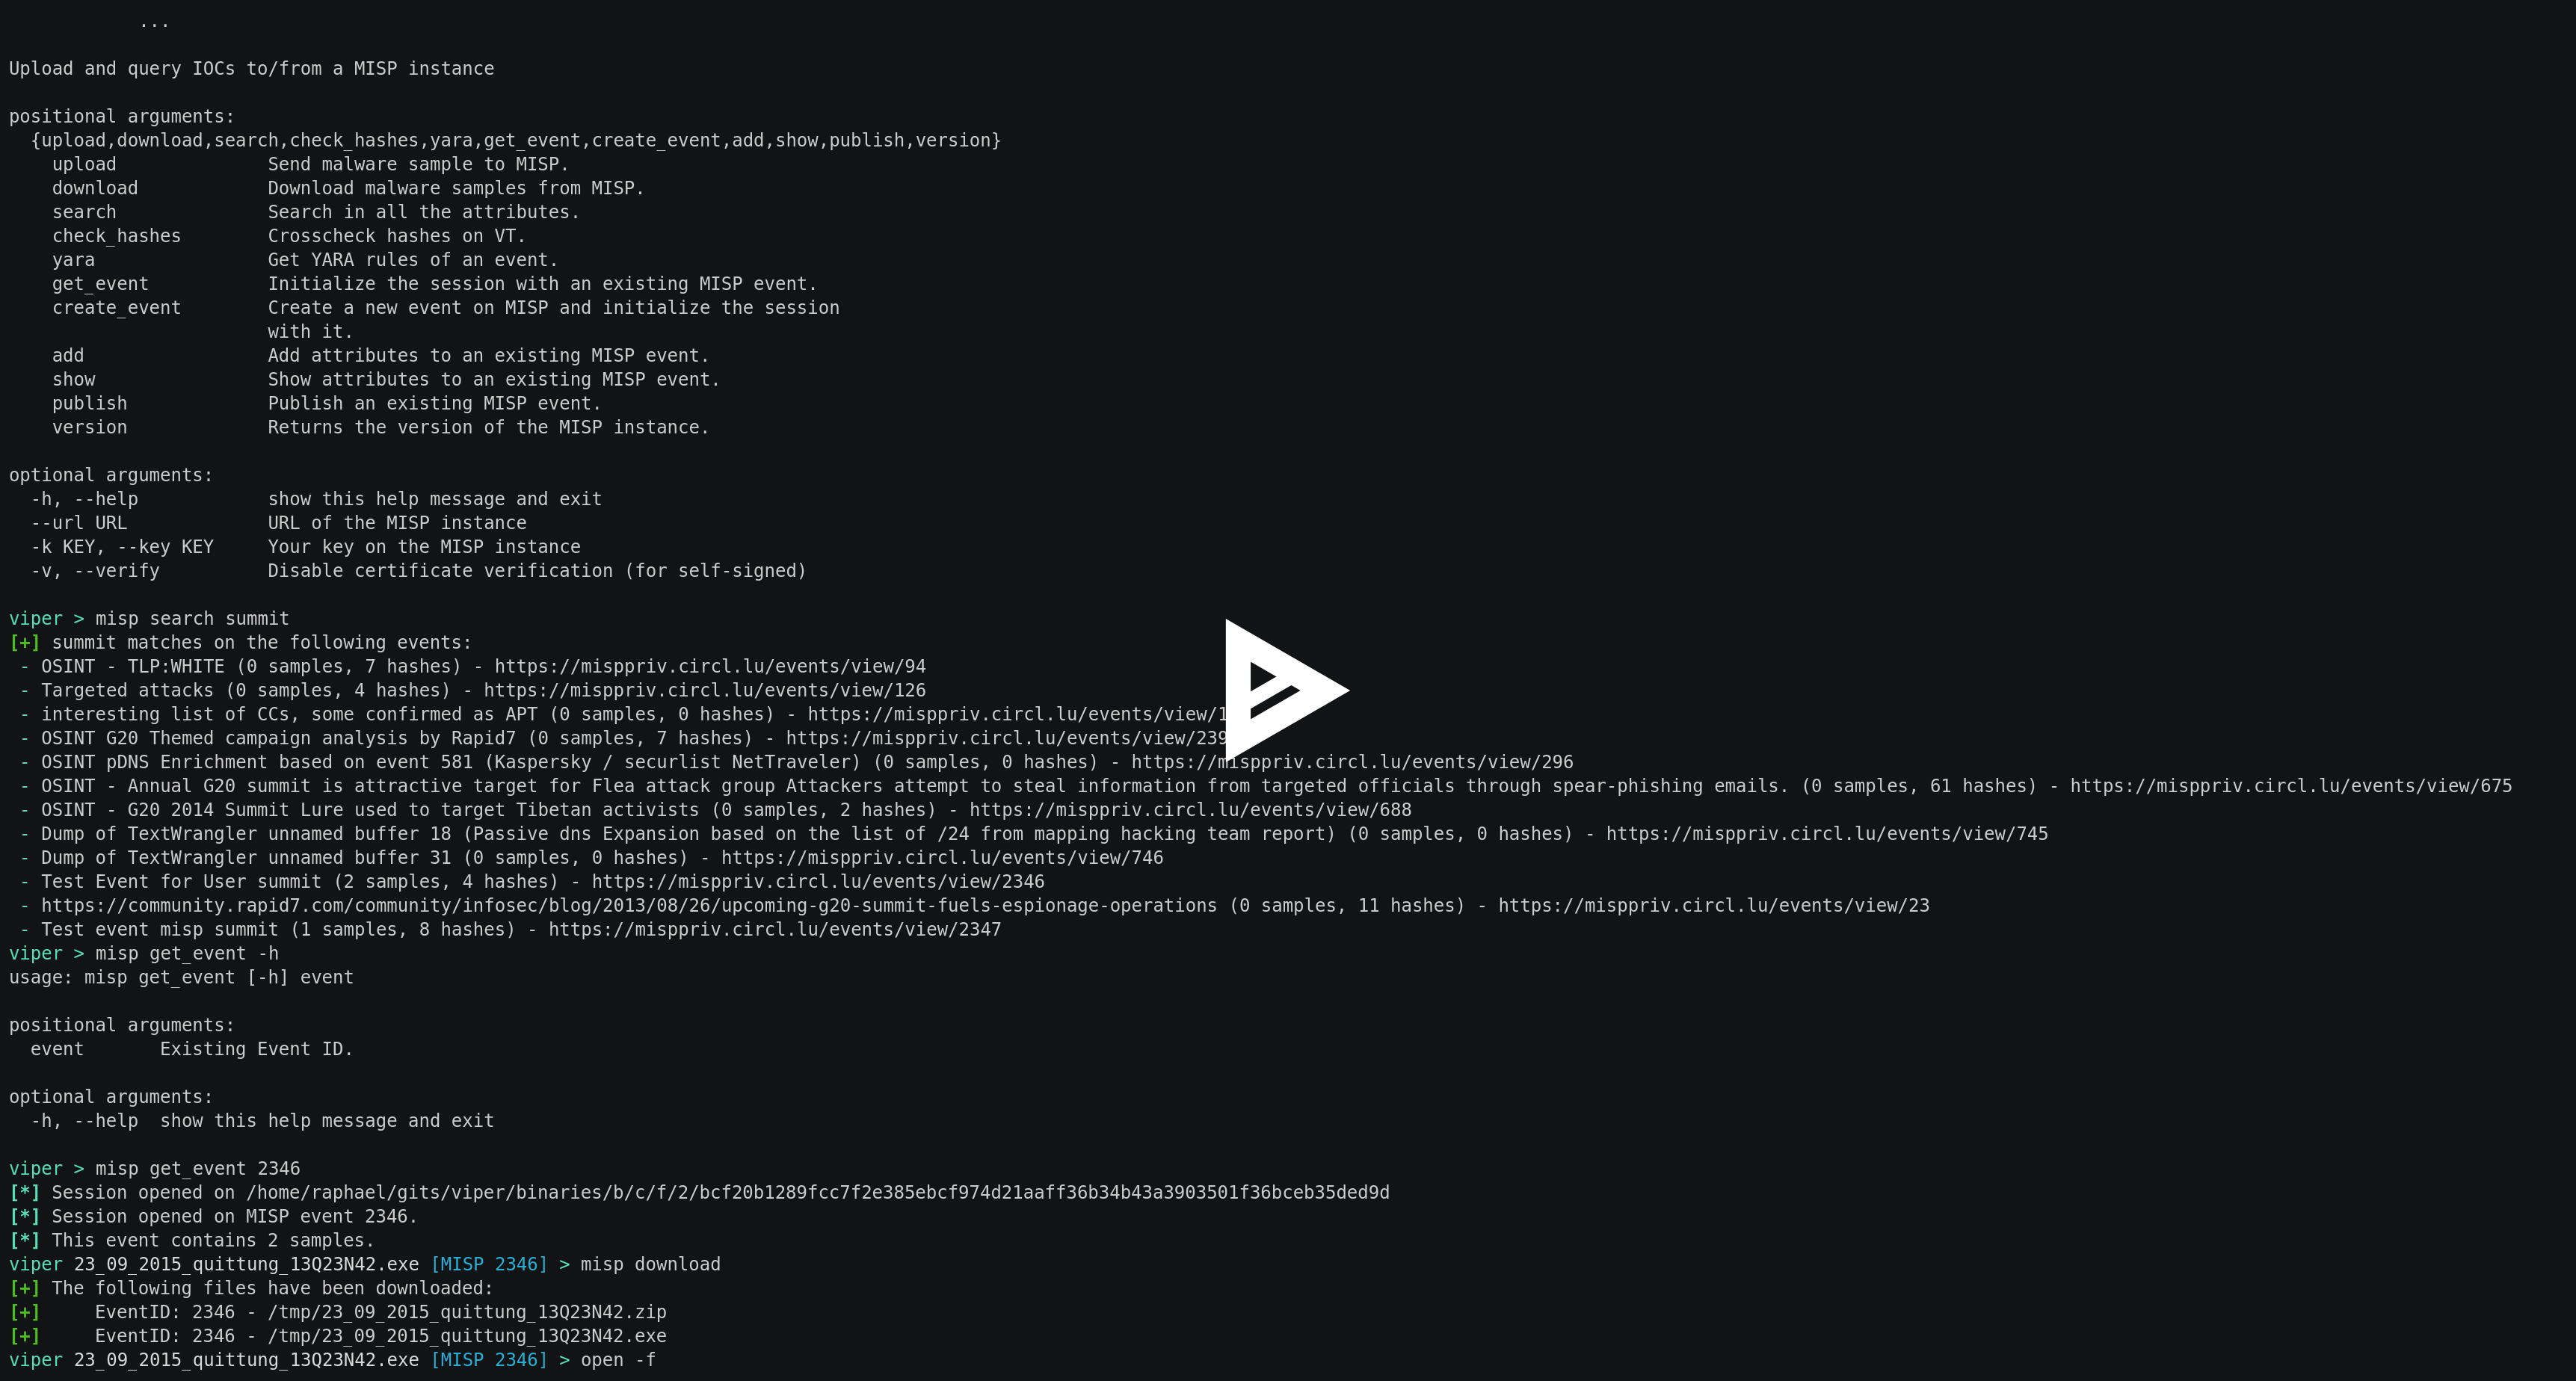 ...
Upload and query IOCs to/from a MISP instance
positional arguments:
{upload,download,search,check_hashes,yara,get_event,create_event,add,show,publish,version}
upload Send malware sample to MISP.
download Download malware samples from MISP.
search Search in all the attributes.
check_hashes Crosscheck hashes on VT.
yara Get YARA rules of an event.
get_event Initialize the session with an existing MISP event.
create_event Create a new event on MISP and initialize the session
with it.
add Add attributes to an existing MISP event.
show Show attributes to an existing MISP event.
publish Publish an existing MISP event.
version Returns the version of the MISP instance.
optional arguments:
-h, --help show this help message and exit
--url URL URL of the MISP instance
-k KEY, --key KEY Your key on the MISP instance
-v, --verify Disable certificate verification (for self-signed)
viper > misp search summit
[+] summit matches on the following events:
- OSINT - TLP:WHITE (0 samples, 7 hashes) - https://misppriv.circl.lu/events/view/94
- Targeted attacks (0 samples, 4 hashes) - https://misppriv.circl.lu/events/view/126
- interesting list of CCs, some confirmed as APT (0 samples, 0 hashes) - https://misppriv.circl.lu/events/view/1
- OSINT G20 Themed campaign analysis by Rapid7 (0 samples, 7 hashes) - https://misppriv.circl.lu/events/view/239
- OSINT pDNS Enrichment based on event 581 (Kaspersky / securlist NetTraveler) (0 samples, 0 hashes) - https://misppriv.circl.lu/events/view/296
- OSINT - Annual G20 summit is attractive target for Flea attack group Attackers attempt to steal information from targeted officials through spear-phishing emails. (0 samples, 61 hashes) - https://misppriv.circl.lu/events/view/675
- OSINT - G20 2014 Summit Lure used to target Tibetan activists (0 samples, 2 hashes) - https://misppriv.circl.lu/events/view/688
- Dump of TextWrangler unnamed buffer 18 (Passive dns Expansion based on the list of /24 from mapping hacking team report) (0 samples, 0 hashes) - https://misppriv.circl.lu/events/view/745
- Dump of TextWrangler unnamed buffer 31 (0 samples, 0 hashes) - https://misppriv.circl.lu/events/view/746
- Test Event for User summit (2 samples, 4 hashes) - https://misppriv.circl.lu/events/view/2346
- https://community.rapid7.com/community/infosec/blog/2013/08/26/upcoming-g20-summit-fuels-espionage-operations (0 samples, 11 hashes) - https://misppriv.circl.lu/events/view/23
- Test event misp summit (1 samples, 8 hashes) - https://misppriv.circl.lu/events/view/2347
viper > misp get_event -h
usage: misp get_event [-h] event
positional arguments:
event Existing Event ID.
optional arguments:
-h, --help show this help message and exit
viper > misp get_event 2346
[*] Session opened on /home/raphael/gits/viper/binaries/b/c/f/2/bcf20b1289fcc7f2e385ebcf974d21aaff36b34b43a3903501f36bceb35ded9d
[*] Session opened on MISP event 2346.
[*] This event contains 2 samples.
viper 23_09_2015_quittung_13Q23N42.exe [MISP 2346] > misp download
[+] The following files have been downloaded:
[+] EventID: 2346 - /tmp/23_09_2015_quittung_13Q23N42.zip
[+] EventID: 2346 - /tmp/23_09_2015_quittung_13Q23N42.exe
viper 23_09_2015_quittung_13Q23N42.exe [MISP 2346] > open -f